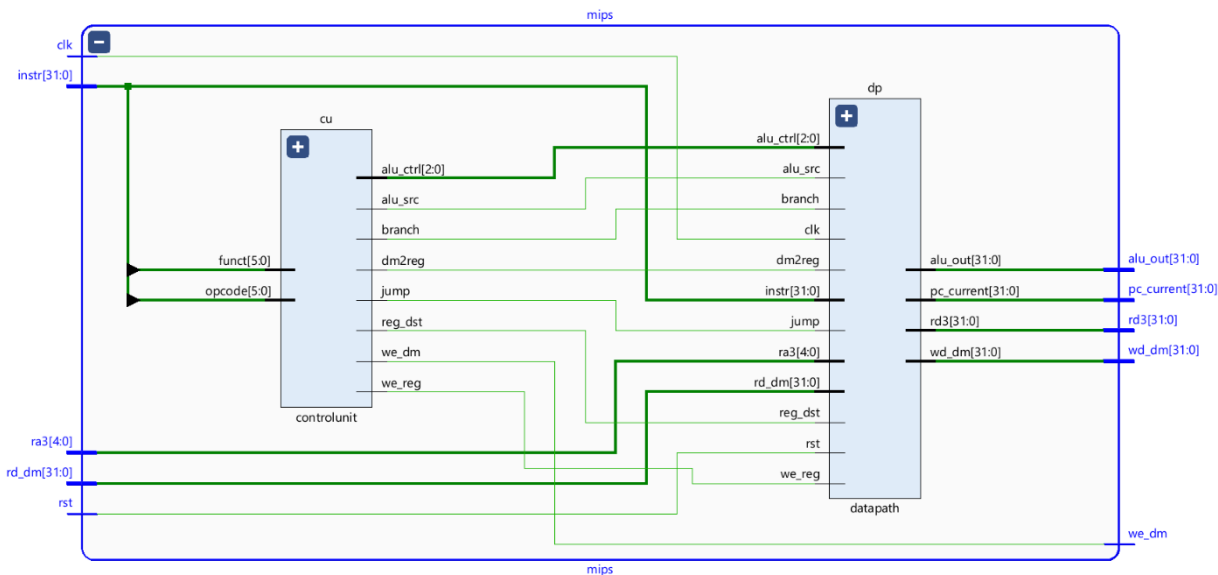 mips
clk
instr[31:0]
ra3[4:0]
rd_dm[31:0]
rst
cu
funct[5:0]
opcode[5:0]
alu_ctrl[2:0]
alu_src
branch
dm2reg
jump
reg_dst
we_dm
we_reg
controlunit
dp
alu_ctrl[2:0]
alu_src
branch
clk
dm2reg
instr[31:0]
jump
ra3[4:0]
rd_dm[31:0]
reg_dst
rst
we_reg
alu_out[31:0]
pc_current[31:0]
rd3[31:0]
wd_dm[31:0]
datapath
alu_out[31:0]
pc_current[31:0]
rd3[31:0]
wd_dm[31:0]
we_dm
mips